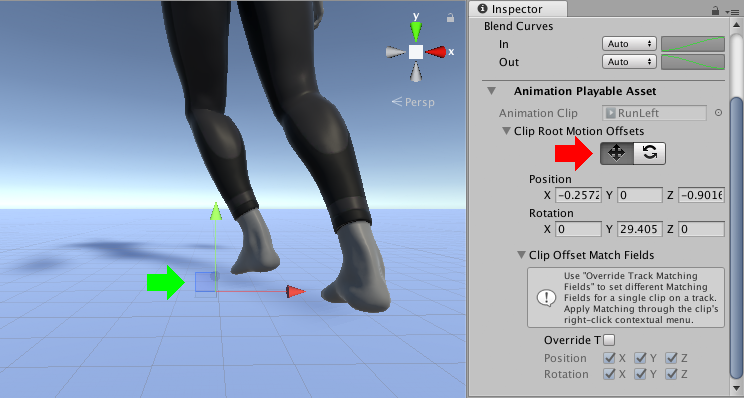 y
x
Persp
Inspector
Blend Curves
In Auto
Out Auto
Animation Playable Asset
Animation Clip RunLeft
Clip Root Motion Offsets
Position
X -0.2572 Y 0 Z -0.9016
Rotation
X 0 Y 29.405 Z 0
Clip Offset Match Fields
Use "Override Track Matching
Fields" to set different Matching
Fields for a single clip on a track.
Apply Matching through the clip's
right-click contextual menu.
Override T
Position X Y Z
Rotation X Y Z